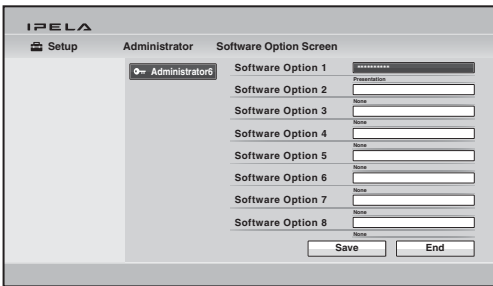 IPELA
Setup Administrator Software Option Screen
Administrator6
Software Option 1 **********
Presentation
Software Option 2
None
Software Option 3
None
Software Option 4
None
Software Option 5
None
Software Option 6
None
Software Option 7
None
Software Option 8
None
Save End